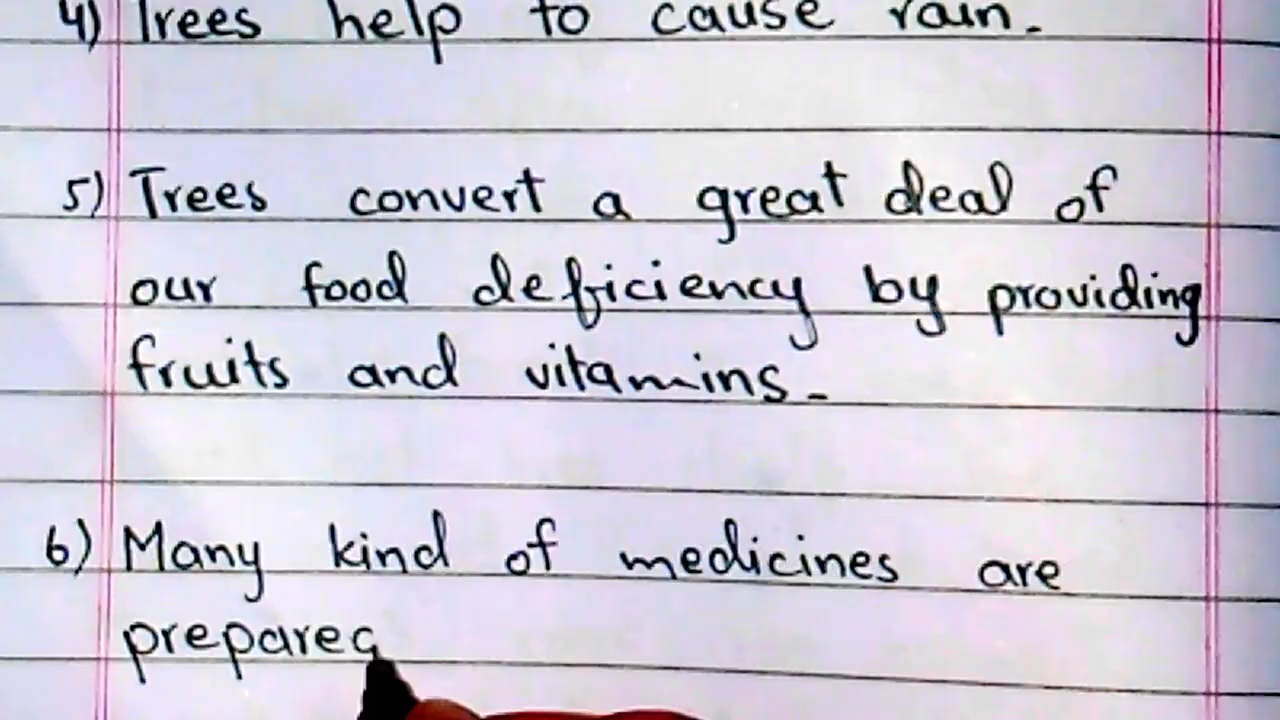 4) Trees help to cause rain.
5) Trees convert a great deal of
our food deficiency by providing
fruits and vitamins.
6) Many kind of medicines are
prepare